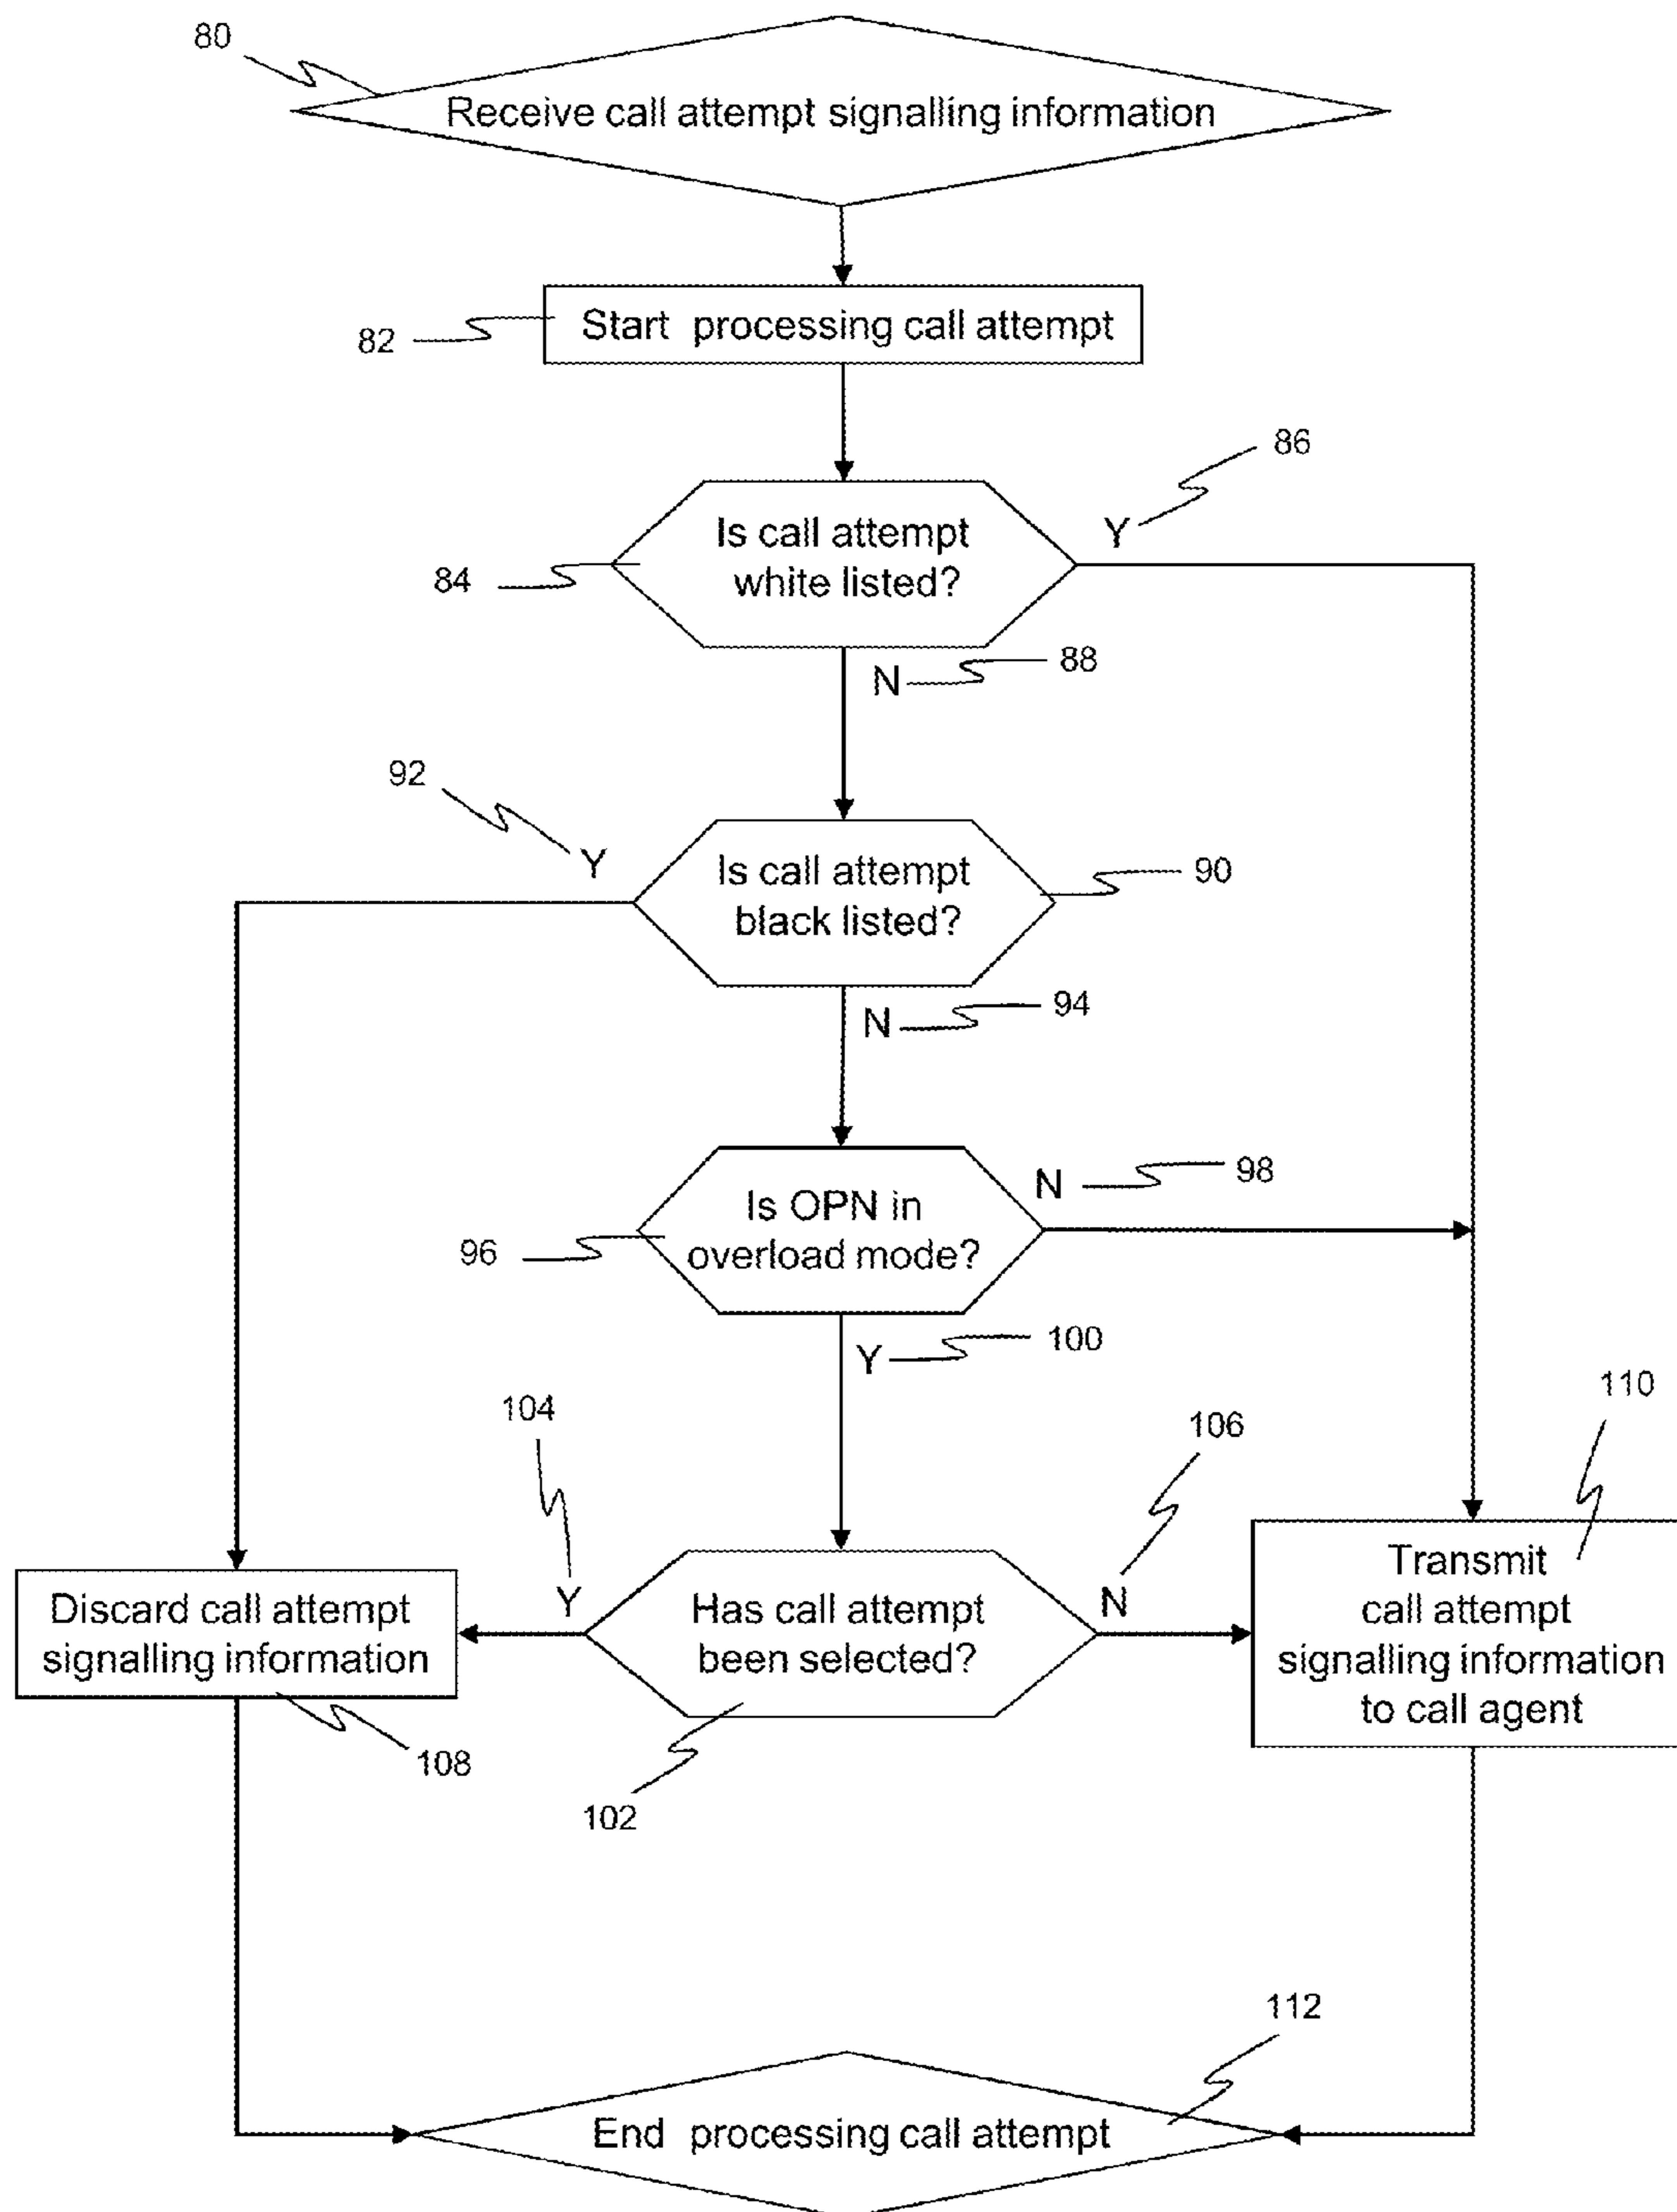 80
Receive call attempt signalling information
82
Start processing call attempt
86
Y
Is call attempt
white listed?
84
88
N
92
Y
Is call attempt
black listed?
90
94
N
98
N
Is OPN in
overload mode?
96
100
Y
110
104
106
Y
Has call attempt
been selected?
N
Discard call attempt
signalling information
Transmit
call attempt
signalling information
to call agent
108
102
112
End processing call attempt